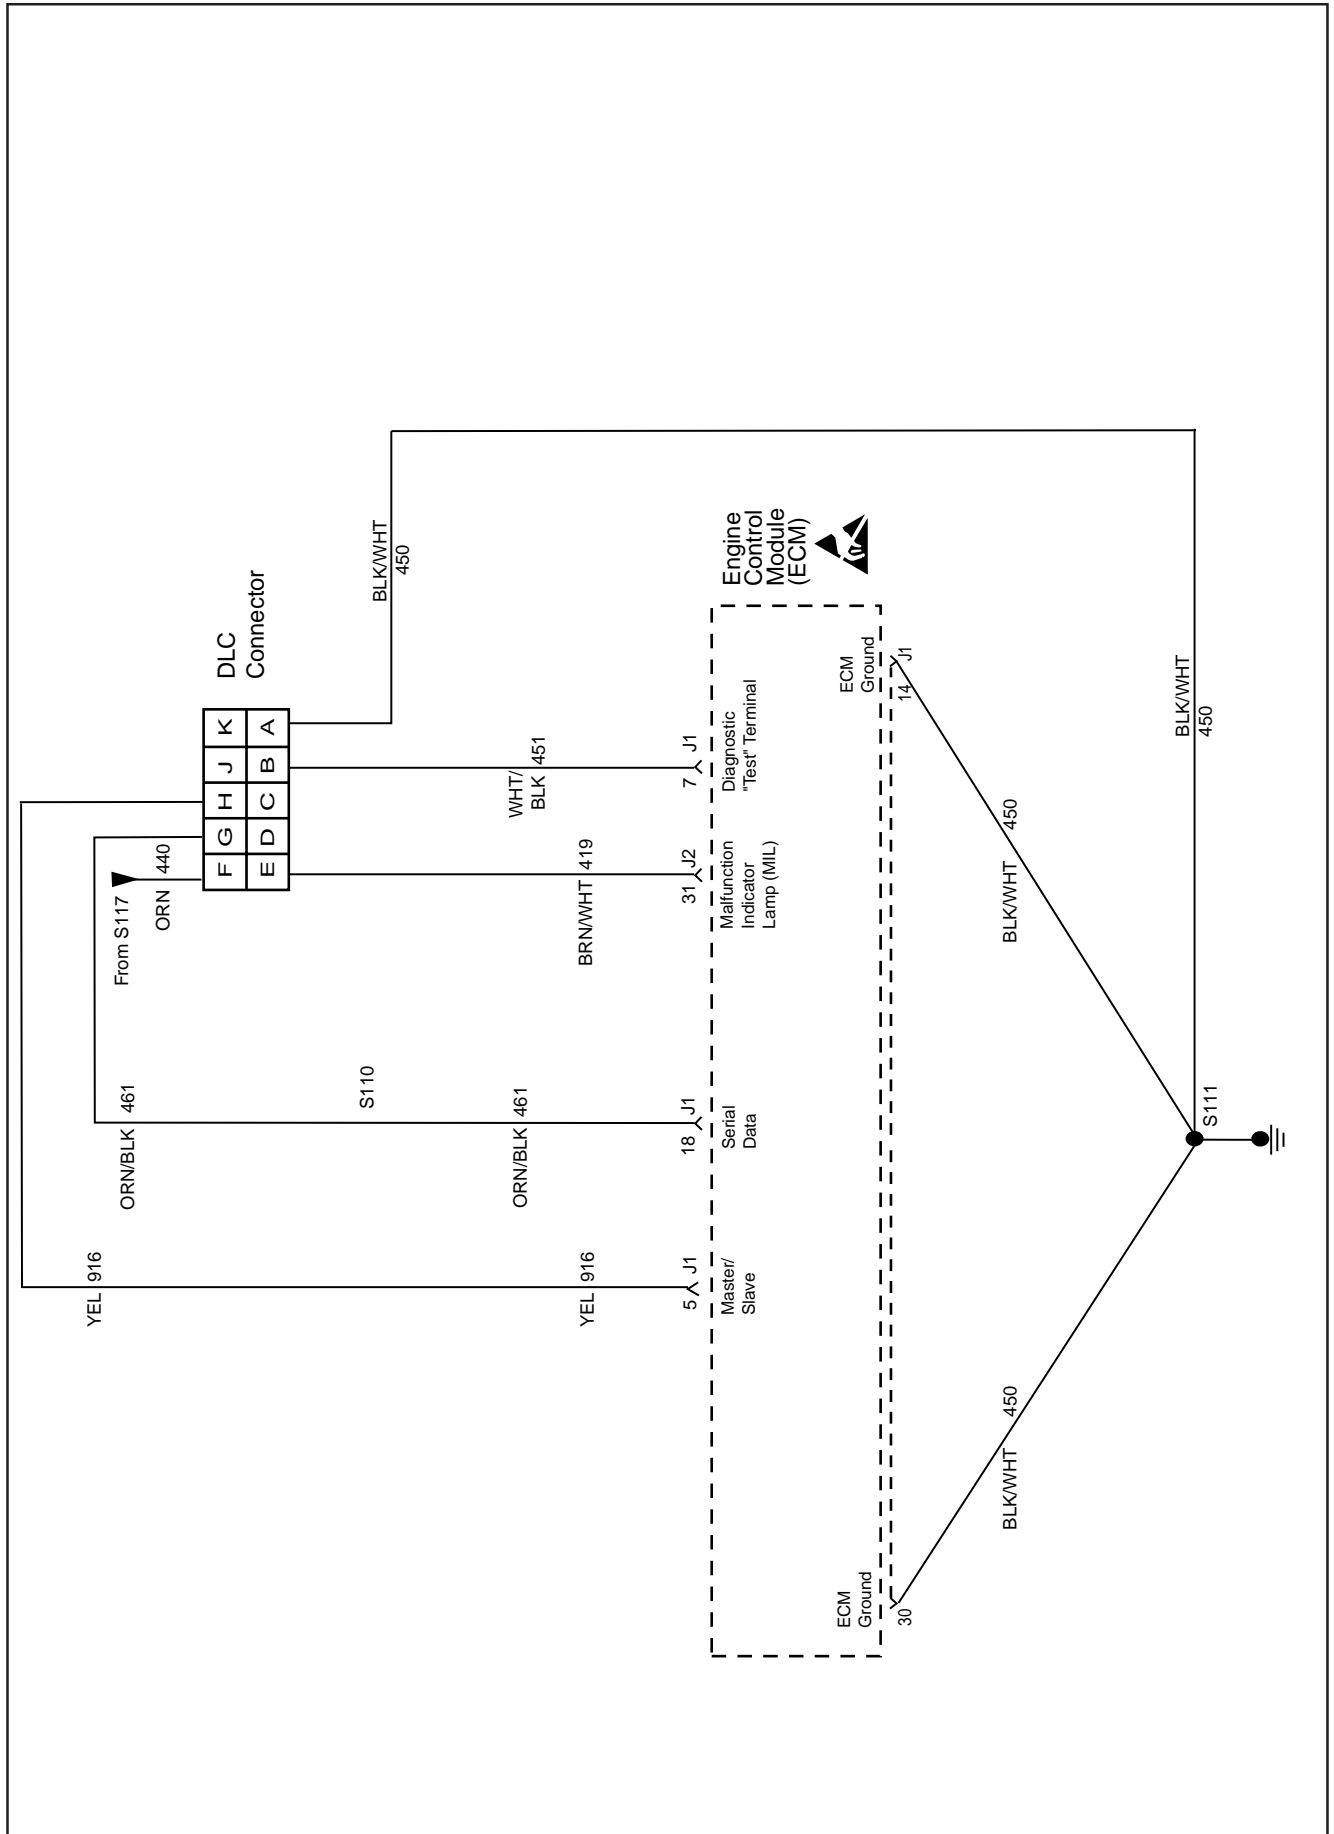 From S117
ORN 440
F G H J K
E D C B A
DLC
Connector
ORN/BLK 461
YEL 916
S110
BLK/WHT
450
ORN/BLK 461
YEL 916
BRN/WHT 419
WHT/
BLK 451
5 J1
18 J1
31 J2
7 J1
Master/
Slave
Serial
Data
Malfunction
Indicator
Lamp (MIL)
Diagnostic
"Test" Terminal
Engine
Control
Module
(ECM)
ECM
Ground
30
ECM
Ground
14 J1
BLK/WHT 450
BLK/WHT 450
BLK/WHT
450
S111